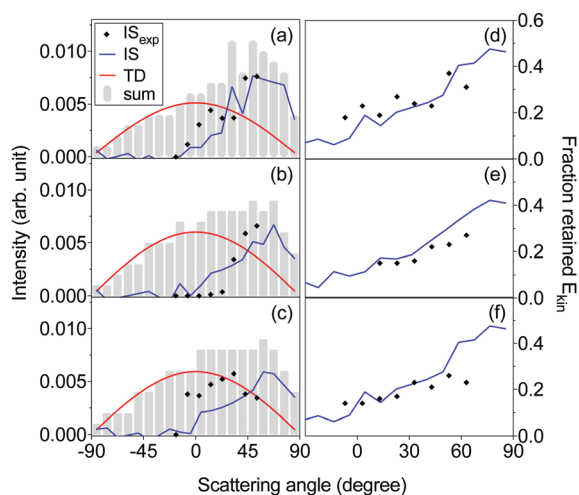 Intensity (arb. unit)
0.010
0.005
0.000
0.010
0.005
0.000
0.010
0.005
0.000
ISexp
IS
TD
sum
(a)
(b)
(c)
(d)
(e)
(f)
0.6
0.4
0.2
0.0
0.4
0.2
0.0
0.4
0.2
0.0
Fraction retained Ekin
-90 -45 0 45 90
0 30 60 90
Scattering angle (degree)